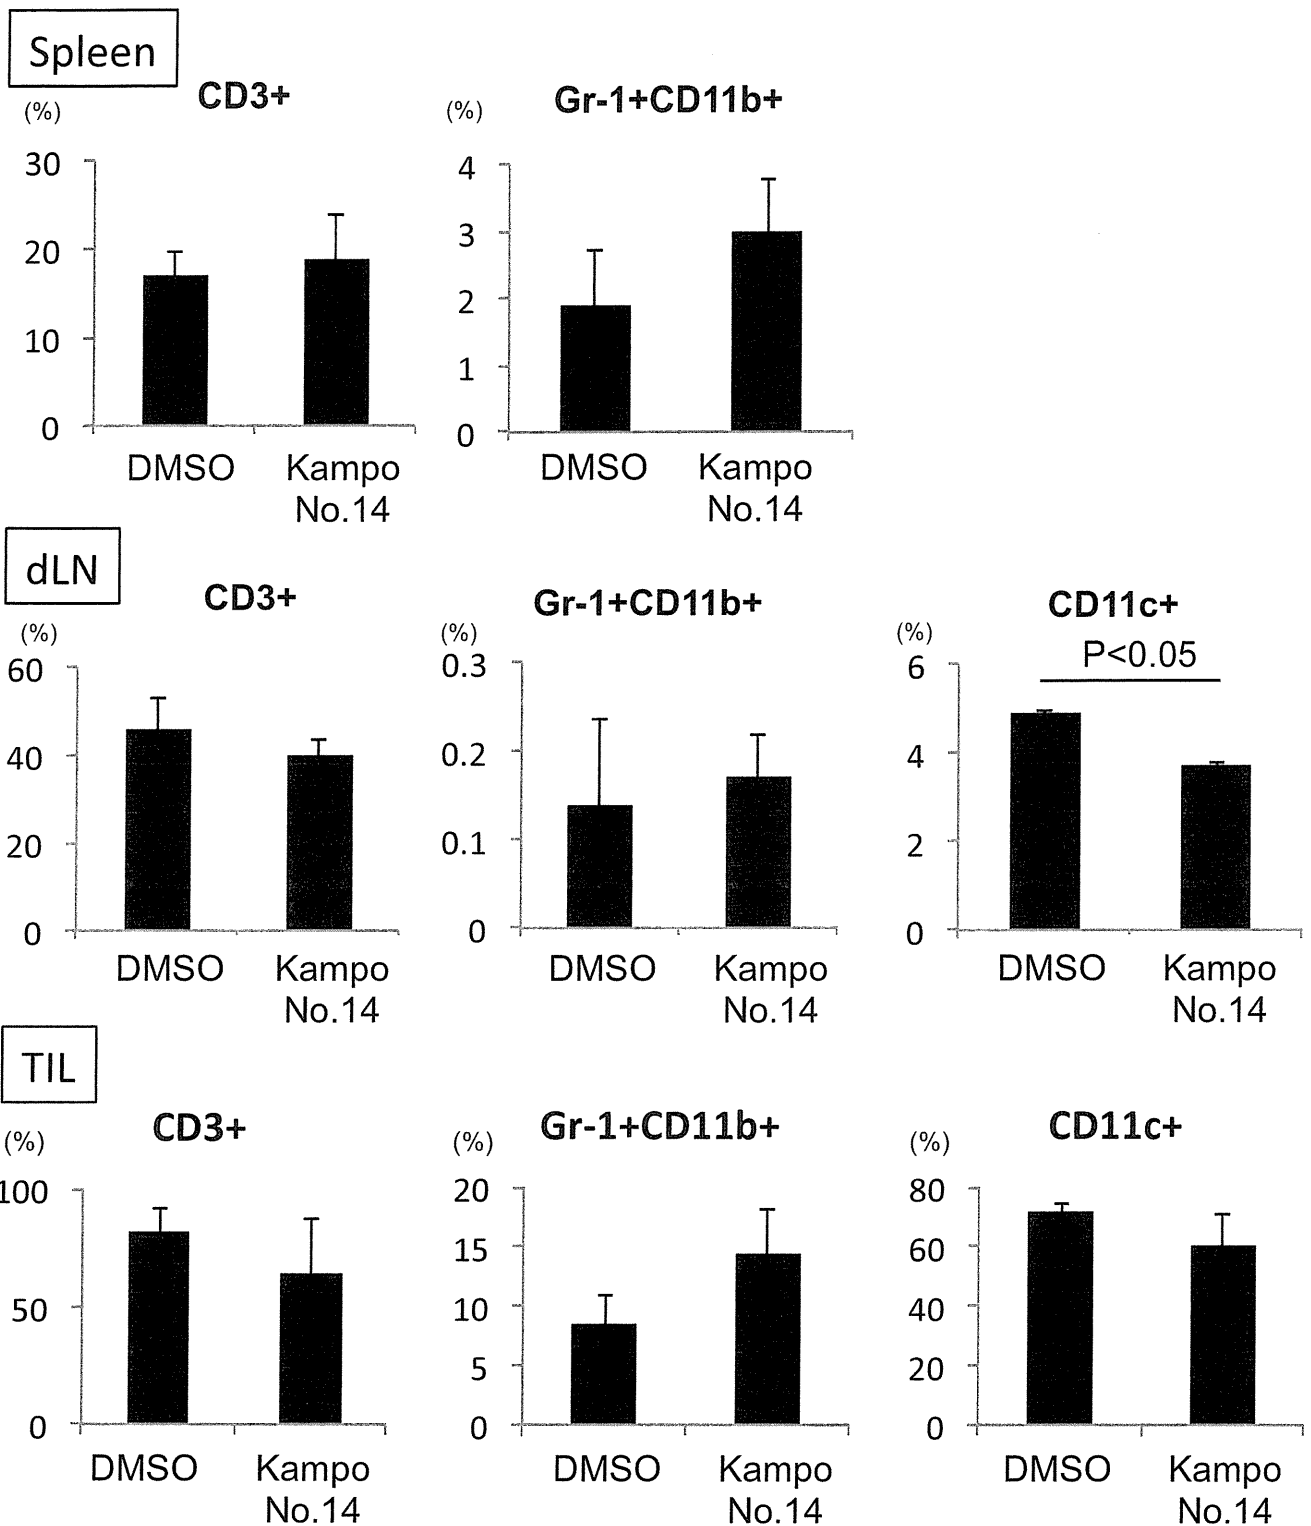 Spleen
CD3+
Gr-1+CD11b+
(%)
(%)
30
20
10
0
4
3
2
1
0
DMSO
Kampo
No.14
DMSO
Kampo
No.14
dLN
CD3+
Gr-1+CD11b+
CD11c+
(%)
(%)
(%)
P<0.05
60
40
20
0
0.3
0.2
0.1
0
6
4
2
0
DMSO
Kampo
No.14
DMSO
Kampo
No.14
DMSO
Kampo
No.14
TIL
CD3+
Gr-1+CD11b+
CD11c+
(%)
(%)
(%)
100
50
0
20
15
10
5
0
80
60
40
20
0
DMSO
Kampo
No.14
DMSO
Kampo
No.14
DMSO
Kampo
No.14